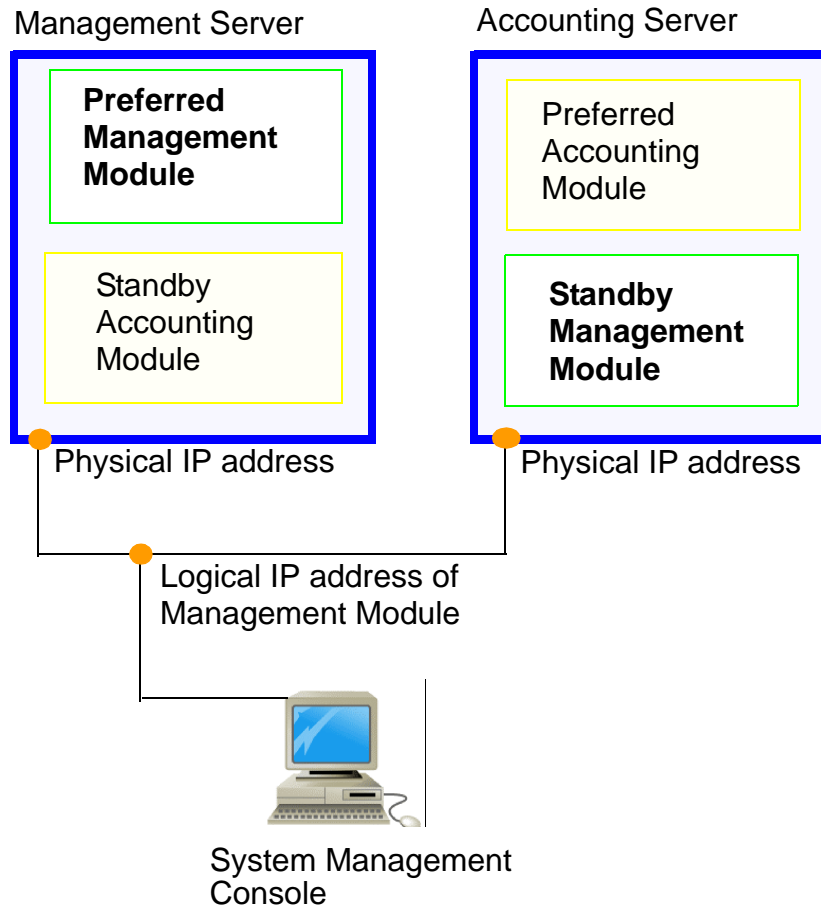 Management Server
Accounting Server
Preferred
Management
Module
Preferred
Accounting
Module
Standby
Accounting
Module
Standby
Management
Module
Physical IP address
Physical IP address
Logical IP address of
Management Module
System Management
Console